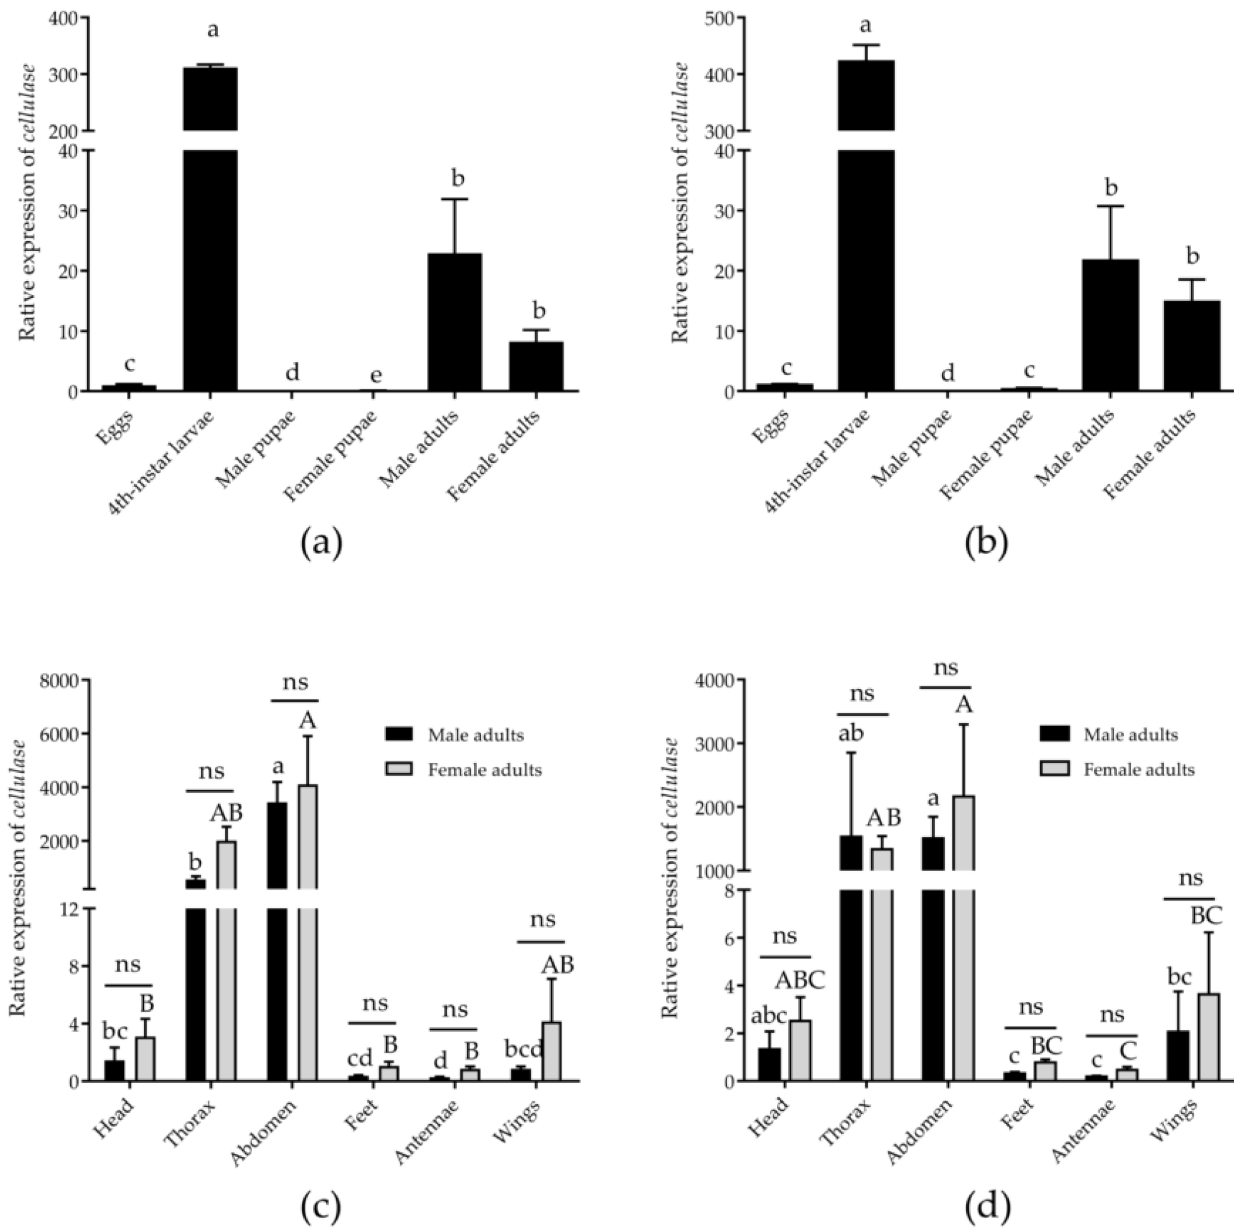 Rative expression of cellulase
400
300
200
40
30
20
10
0
a
b
b
c
d
e
Eggs
4th-instar larvae
Male pupae
Female pupae
Male adults
Female adults
(a)
Rative expression of cellulase
500
400
300
40
30
20
10
0
a
b
b
c
d
c
Eggs
4th-instar larvae
Male pupae
Female pupae
Male adults
Female adults
(b)
Relative expression of cellulase
8000
6000
4000
2000
12
8
4
0
ns
ns
ns
ns
ns
ns
bc
B
b
AB
a
A
cd
B
d
B
bcd
AB
Male adults
Female adults
Head
Thorax
Abdomen
Feet
Antennae
Wings
(c)
Relative expression of cellulase
4000
3000
2000
1000
8
6
4
2
0
ns
ns
ns
ns
ns
ns
abc
ABC
ab
AB
a
A
c
BC
c
C
bc
BC
Male adults
Female adults
Head
Thorax
Abdomen
Feet
Antennae
Wings
(d)